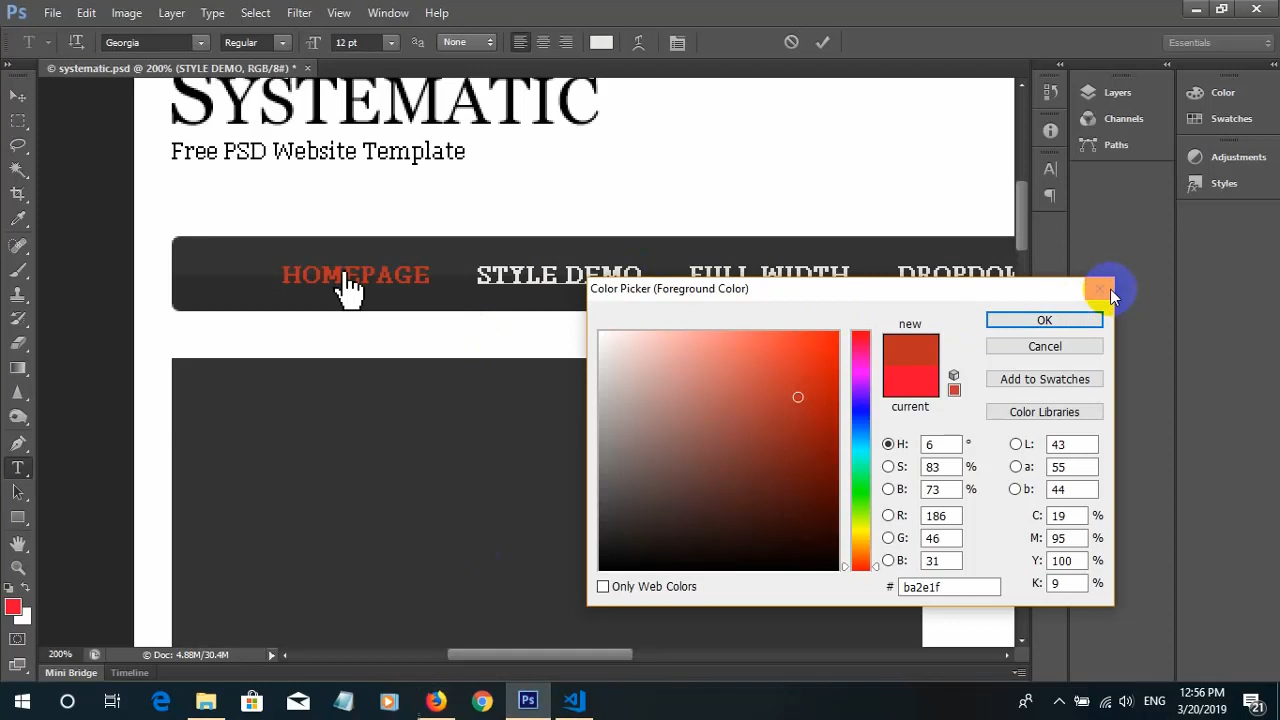 Ps File Edit Image Layer Type Select Filter View Window Help
T Georgia Regular 12 pt aa None Essentials
© systematic.psd @ 200% (STYLE DEMO, RGB/8#) * ×
SYSTEMATIC
Free PSD Website Template
HOMEPAGE STYLE DEMO FULL WIDTH DROPDOW
Layers
Channels
Paths
Color
Swatches
Adjustments
Styles
Color Picker (Foreground Color)
new
current
OK
Cancel
Add to Swatches
Color Libraries
H: 6 ° L: 43
S: 83 % a: 55
B: 73 % b: 44
R: 186 C: 19 %
G: 46 M: 95 %
B: 31 Y: 100 %
# ba2e1f K: 9 %
Only Web Colors
200% Doc: 4.88M/30.4M
Mini Bridge Timeline
ENG 12:56 PM
3/20/2019
21